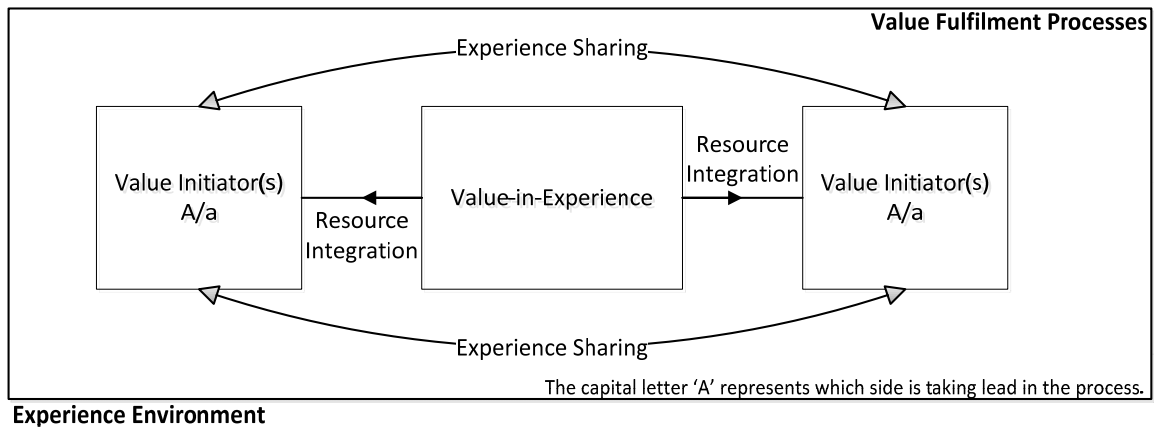 Value Fulfilment Processes
Experience Sharing
Value Initiator(s)
A/a
Resource
Integration
Value-in-Experience
Resource
Integration
Value Initiator(s)
A/a
Experience Sharing
The capital letter ‘A’ represents which side is taking lead in the process.
Experience Environment